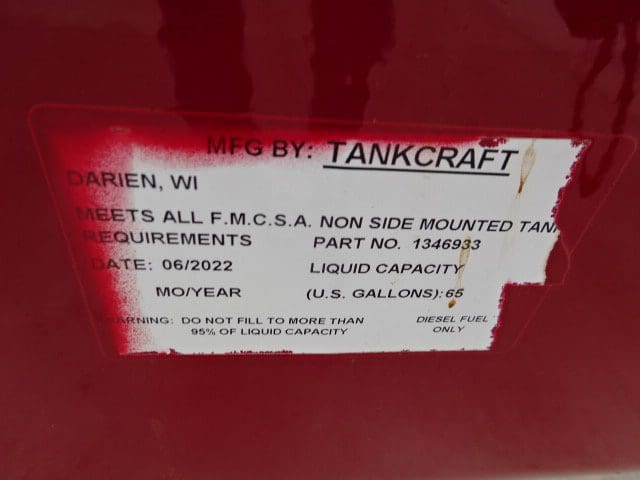 MFG BY: TANKCRAFT
DARIEN, WI
MEETS ALL F.M.C.S.A. NON SIDE MOUNTED TANK
REQUIREMENTS PART NO. 1346933
DATE: 06/2022 LIQUID CAPACITY
MO/YEAR (U.S. GALLONS): 65
WARNING: DO NOT FILL TO MORE THAN DIESEL FUEL
95% OF LIQUID CAPACITY ONLY